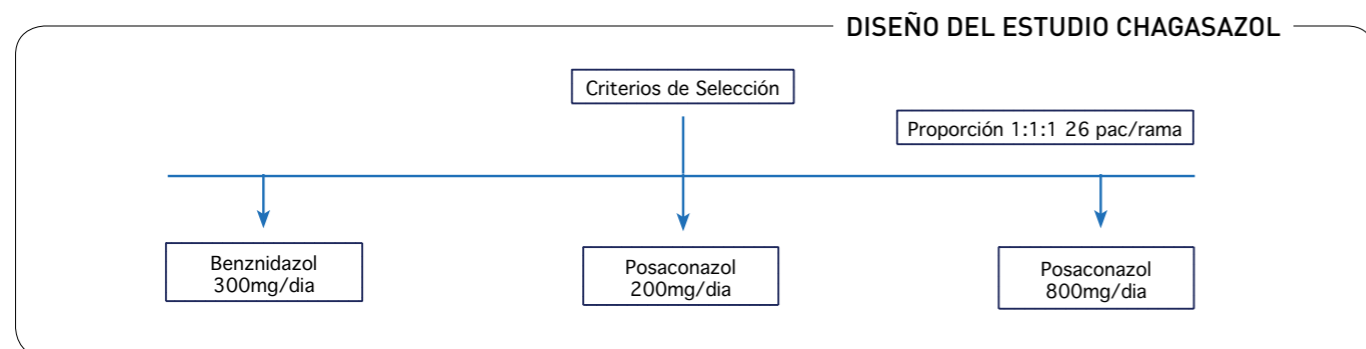 DISEÑO DEL ESTUDIO CHAGASAZOL
Criterios de Selección
Proporción 1:1:1 26 pac/rama
Benznidazol
300mg/dia
Posaconazol
200mg/dia
Posaconazol
800mg/dia